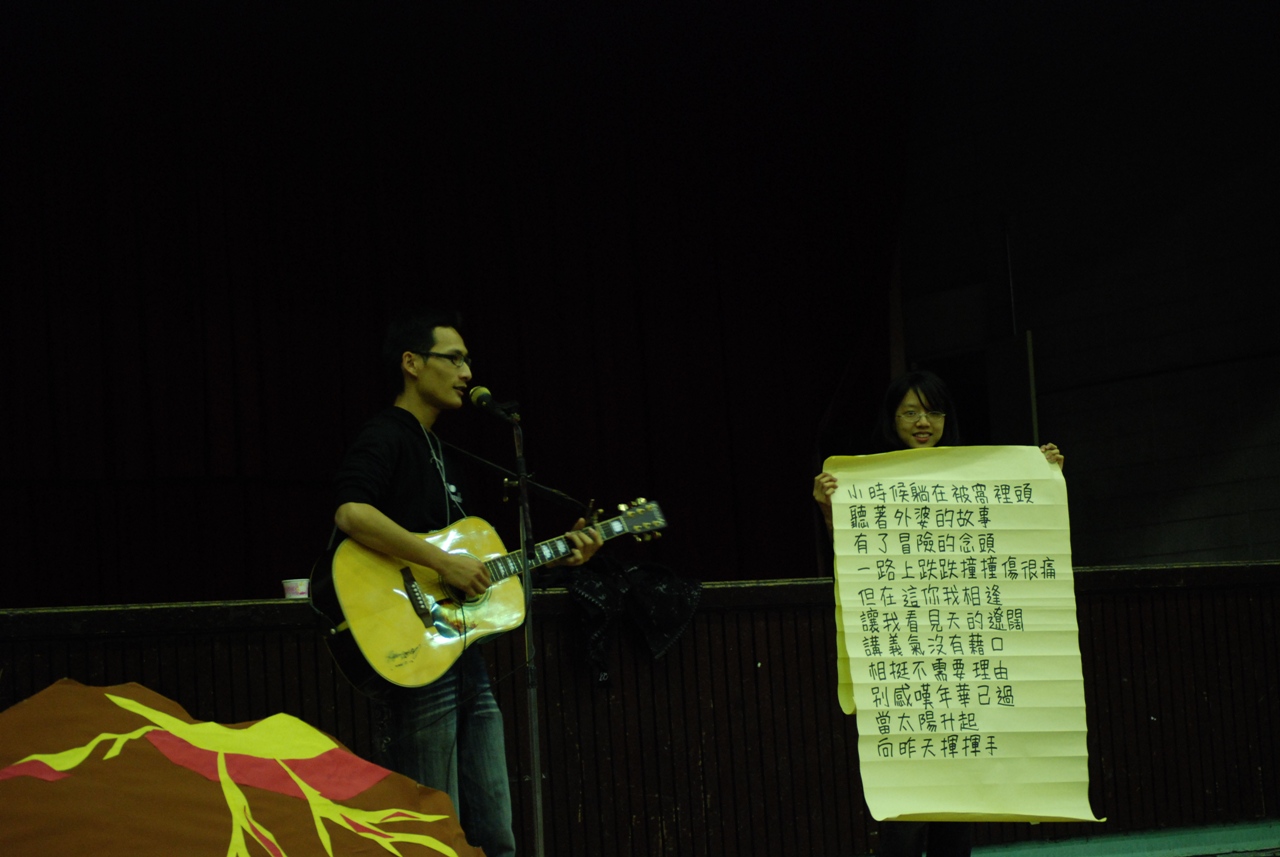 小時候躺在被窩裡頭
聽著外婆的故事
有了冒險的念頭
一路上跌跌撞撞傷很痛
但在這你我相逢
讓我看見天的遼闊
講義氣沒有藉口
相挺不需要理由
別感嘆年華已過
當太陽升起
向昨天揮揮手